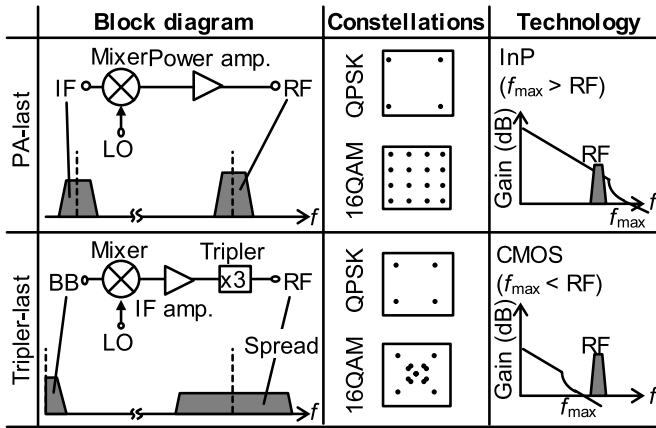 Block diagram Constellations Technology
PA-last
Mixer Power amp.
IF
RF
LO
f
QPSK
16QAM
InP
(fmax > RF)
Gain (dB)
RF
f
fmax
Tripler-last
Mixer
Tripler
BB
x3
RF
IF amp.
LO
Spread
f
QPSK
16QAM
CMOS
(fmax < RF)
Gain (dB)
RF
f
fmax